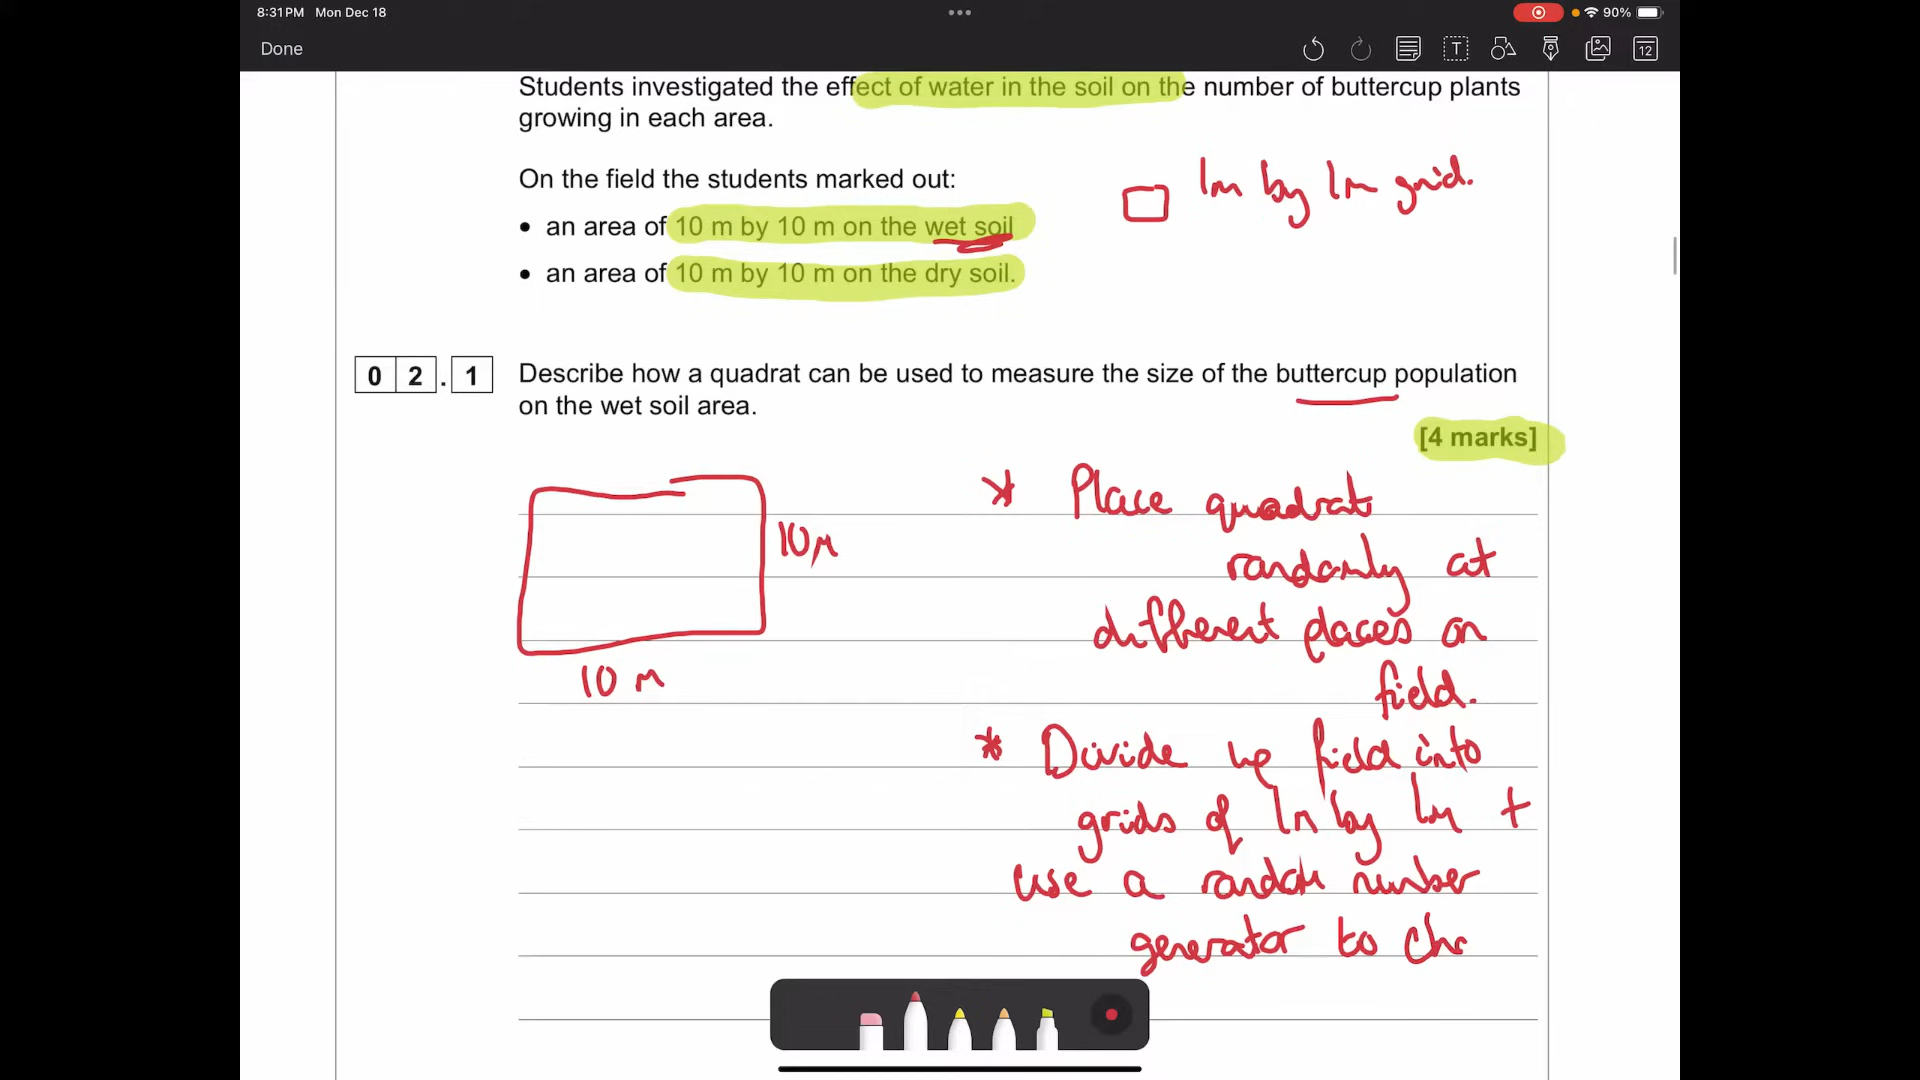 8:31PM Mon Dec 18
90%
Done
T
12
Students investigated the effect of water in the soil on the number of buttercup plants
growing in each area.
On the field the students marked out:
• an area of 10 m by 10 m on the wet soil
• an area of 10 m by 10 m on the dry soil.
1m by 1m grid.
02.1 Describe how a quadrat can be used to measure the size of the buttercup population
on the wet soil area.
[4 marks]
10m
10 m
* Place quadrat
randomly at
different places on
field.
* Divide up field into
grids of 1m by 1m +
use a random number
generator to cho